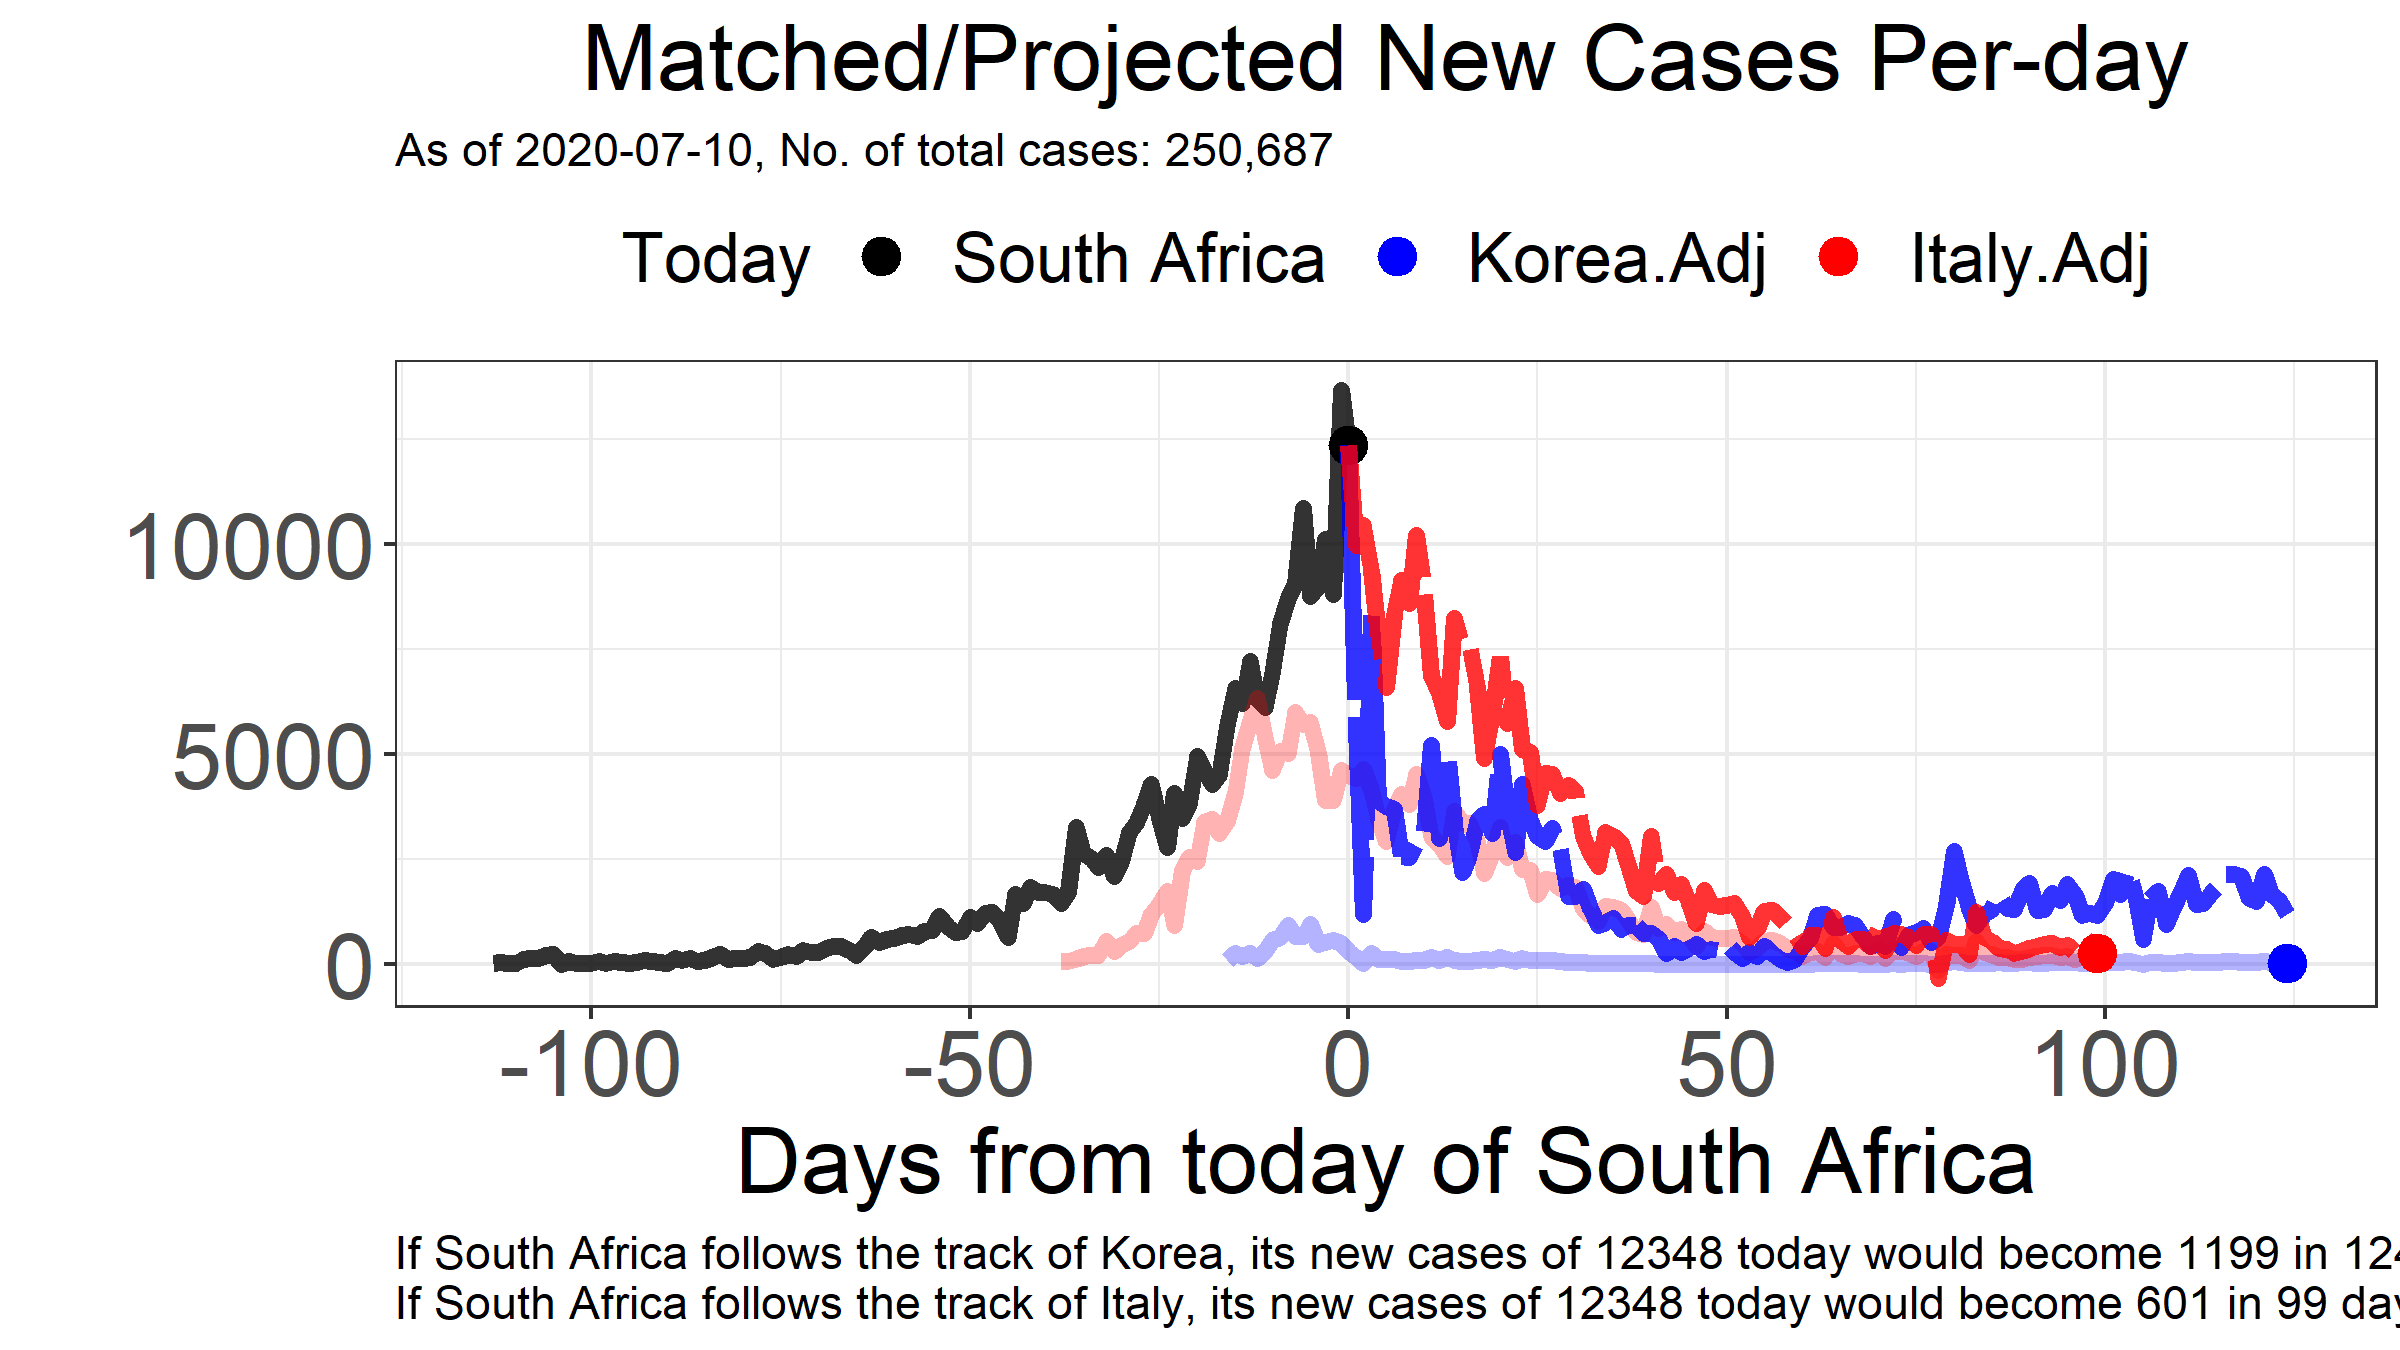 Matched/Projected New Cases Per-day
As of 2020-07-10, No. of total cases: 250,687
Today South Africa Korea.Adj Italy.Adj
10000
5000
0
-100 -50 0 50 100
Days from today of South Africa
If South Africa follows the track of Korea, its new cases of 12348 today would become 1199 in 124
If South Africa follows the track of Italy, its new cases of 12348 today would become 601 in 99 day